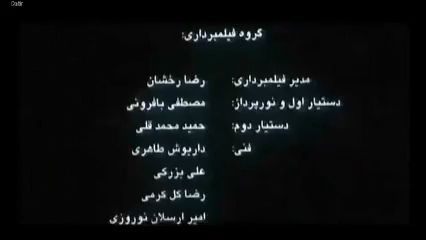 گروه فیلمبرداری:
مدیر فیلمبرداری: رضا رخشان
دستیار اول و نورپرداز: مصطفی بافرونی
دستیار دوم: حمید محمد قلی
فنی: داریوش طاهری
علی بزرکی
رضا گل کرمی
امیر ارسلان نوروزی